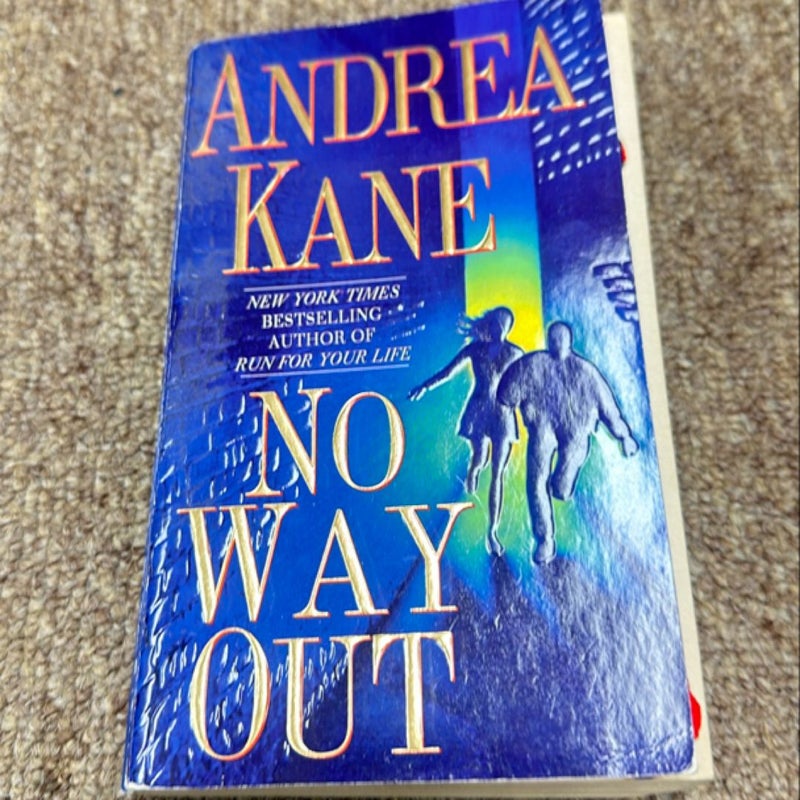 ANDREA
KANE
NEW YORK TIMES
BESTSELLING
AUTHOR OF
RUN FOR YOUR LIFE
NO
WAY
OUT